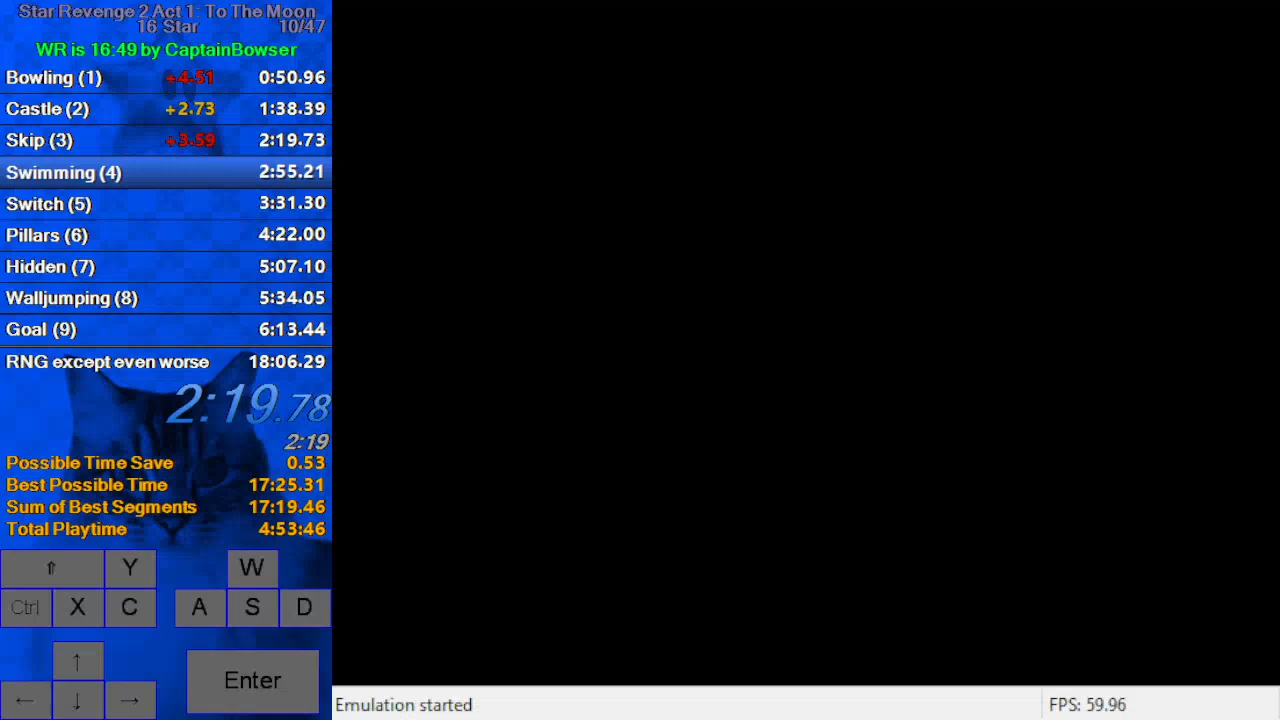 Star Revenge 2 Act 1: To The Moon
16 Star 10/47
WR is 16:49 by CaptainBowser
Bowling (1) +4.51 0:50.96
Castle (2) +2.73 1:38.39
Skip (3) +3.59 2:19.73
Swimming (4) 2:55.21
Switch (5) 3:31.30
Pillars (6) 4:22.00
Hidden (7) 5:07.10
Walljumping (8) 5:34.05
Goal (9) 6:13.44
RNG except even worse 18:06.29
2:19.78
2:19
Possible Time Save 0.53
Best Possible Time 17:25.31
Sum of Best Segments 17:19.46
Total Playtime 4:53:46
⇑ Y W
Ctrl X C A S D
↑
Enter
← ↓ →
Emulation started FPS: 59.96